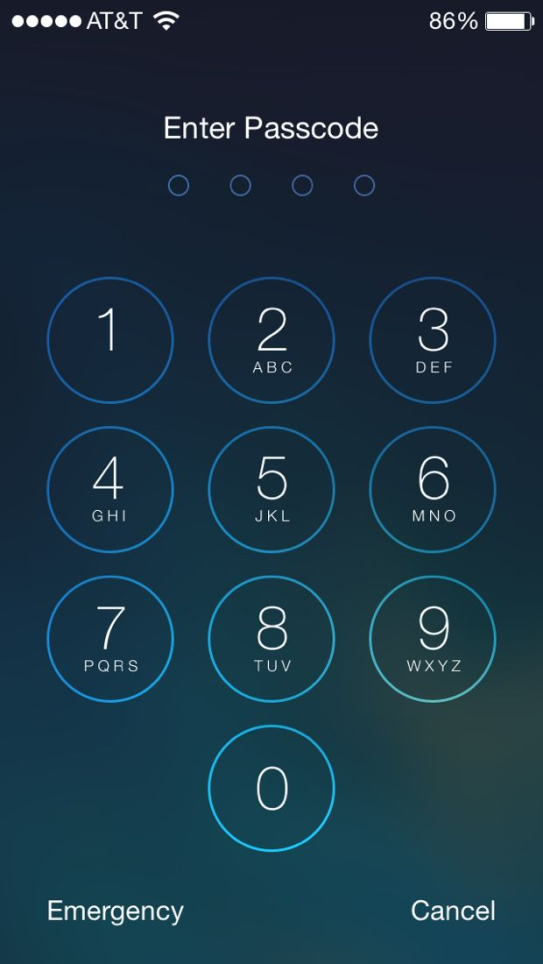 AT&T 86%
Enter Passcode
1 2 3
ABC DEF
4 5 6
GHI JKL MNO
7 8 9
PQRS TUV WXYZ
0
Emergency Cancel